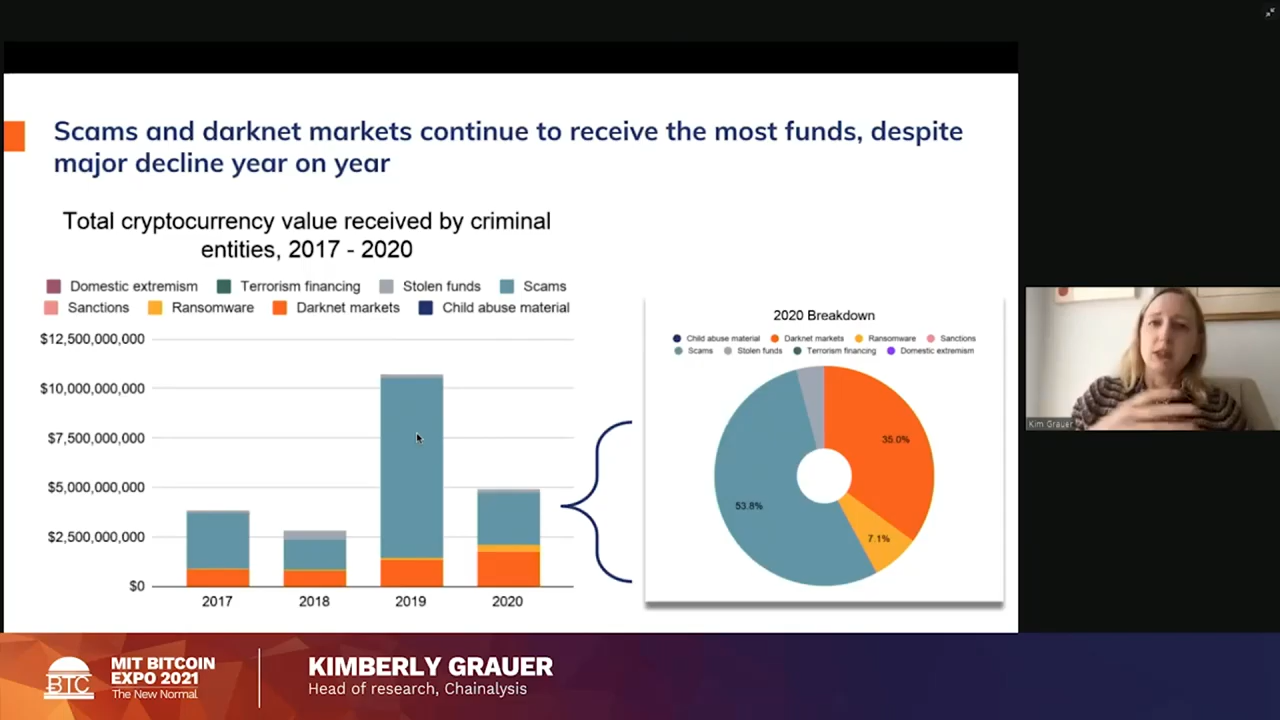 Scams and darknet markets continue to receive the most funds, despite
major decline year on year
Total cryptocurrency value received by criminal
entities, 2017 - 2020
Domestic extremism Terrorism financing Stolen funds Scams
Sanctions Ransomware Darknet markets Child abuse material
$12,500,000,000
$10,000,000,000
$7,500,000,000
$5,000,000,000
$2,500,000,000
$0
2017 2018 2019 2020
2020 Breakdown
Child abuse material Darknet markets Ransomware Sanctions
Scams Stolen funds Terrorism financing Domestic extremism
35.0%
53.8%
7.1%
Kim Grauer
BTC
MIT BITCOIN
EXPO 2021
The New Normal
KIMBERLY GRAUER
Head of research, Chainalysis